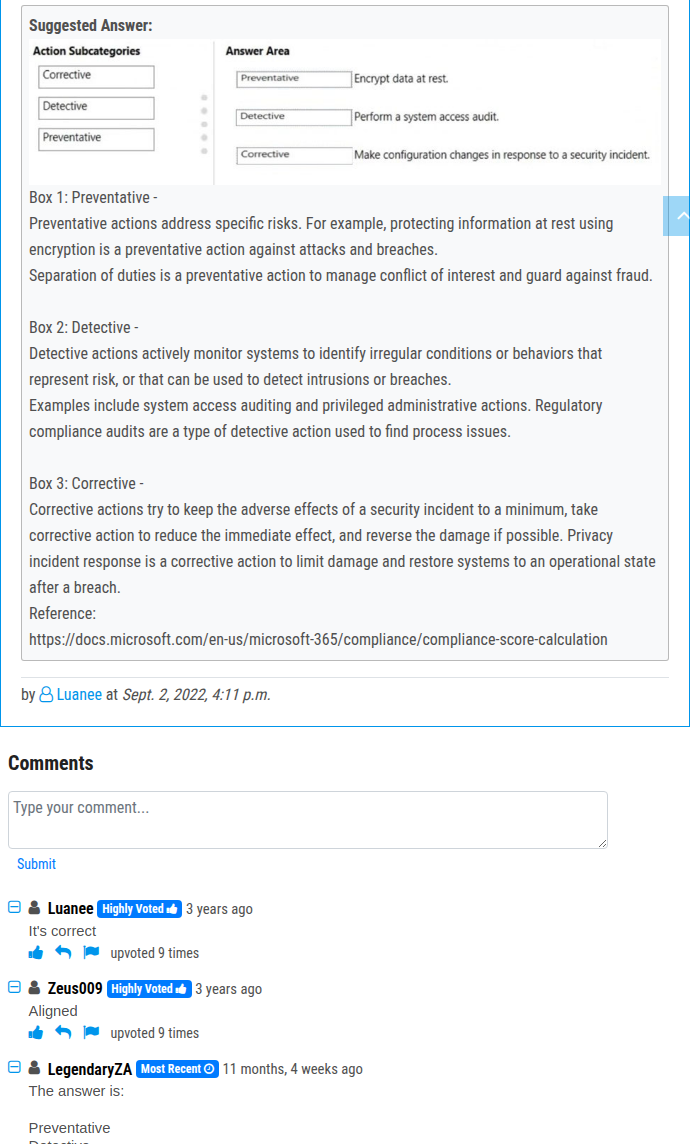 Suggested Answer:
Action Subcategories
Answer Area
Corrective
Detective
Preventative
Preventative Encrypt data at rest.
Detective Perform a system access audit.
Corrective Make configuration changes in response to a security incident.
Box 1: Preventative -
Preventative actions address specific risks. For example, protecting information at rest using
encryption is a preventative action against attacks and breaches.
Separation of duties is a preventative action to manage conflict of interest and guard against fraud.
Box 2: Detective -
Detective actions actively monitor systems to identify irregular conditions or behaviors that
represent risk, or that can be used to detect intrusions or breaches.
Examples include system access auditing and privileged administrative actions. Regulatory
compliance audits are a type of detective action used to find process issues.
Box 3: Corrective -
Corrective actions try to keep the adverse effects of a security incident to a minimum, take
corrective action to reduce the immediate effect, and reverse the damage if possible. Privacy
incident response is a corrective action to limit damage and restore systems to an operational state
after a breach.
Reference:
https://docs.microsoft.com/en-us/microsoft-365/compliance/compliance-score-calculation
by Luanee at Sept. 2, 2022, 4:11 p.m.
Comments
Type your comment...
Submit
Luanee Highly Voted 3 years ago
It's correct
upvoted 9 times
Zeus009 Highly Voted 3 years ago
Aligned
upvoted 9 times
LegendaryZA Most Recent 11 months, 4 weeks ago
The answer is:
Preventative